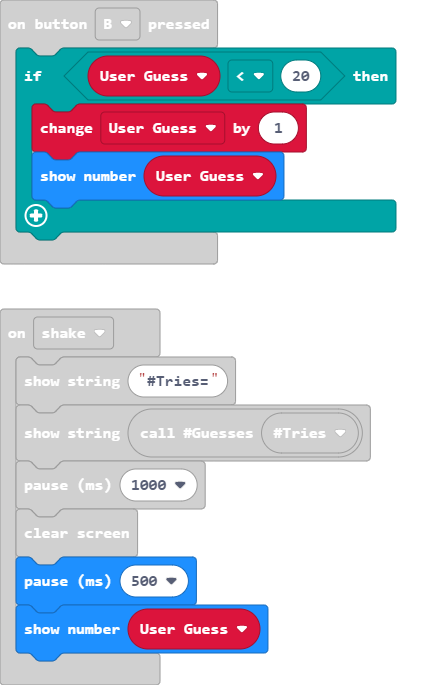 on button B pressed
if User Guess < 20 then
change User Guess by 1
show number User Guess
on shake
show string "#Tries="
show string call #Guesses #Tries
pause (ms) 1000
clear screen
pause (ms) 500
show number User Guess